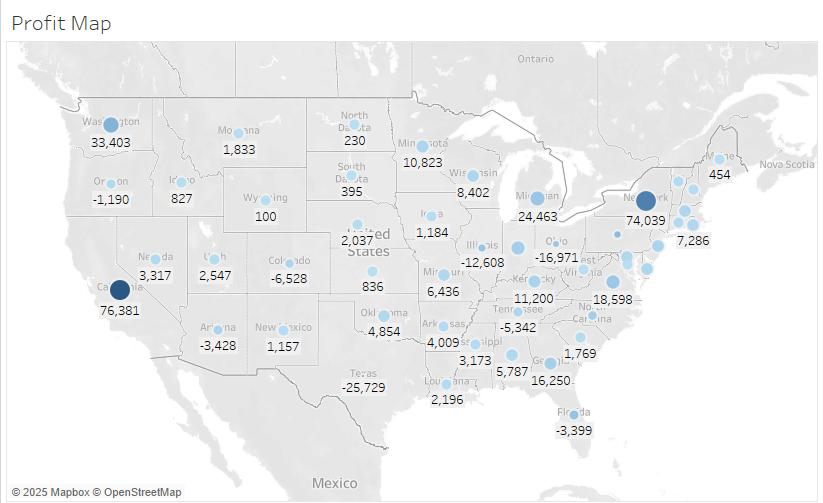 Profit Map
Ontario
Washington
33,403
Montana
1,833
North
Dakota
230
Minnesota
10,823
Maine
454
Nova Scotia
Oregon
-1,190
Idaho
827
South
Dakota
395
Wisconsin
8,402
Michigan
24,463
New York
74,039
Wyoming
100
7,286
Iowa
1,184
2,037
United
States
Illinois
-12,608
Ohio
-16,971
Nevada
3,317
Utah
2,547
Colorado
-6,528
836
Missouri
6,436
Kentucky
11,200
West
Virginia
18,598
California
76,381
Oklahoma
4,854
Arkansas
4,009
Tennessee
-5,342
North
Carolina
Arizona
-3,428
New Mexico
1,157
Mississippi
3,173
1,769
Texas
-25,729
Louisiana
2,196
5,787
Georgia
16,250
Florida
-3,399
Mexico
© 2025 Mapbox © OpenStreetMap